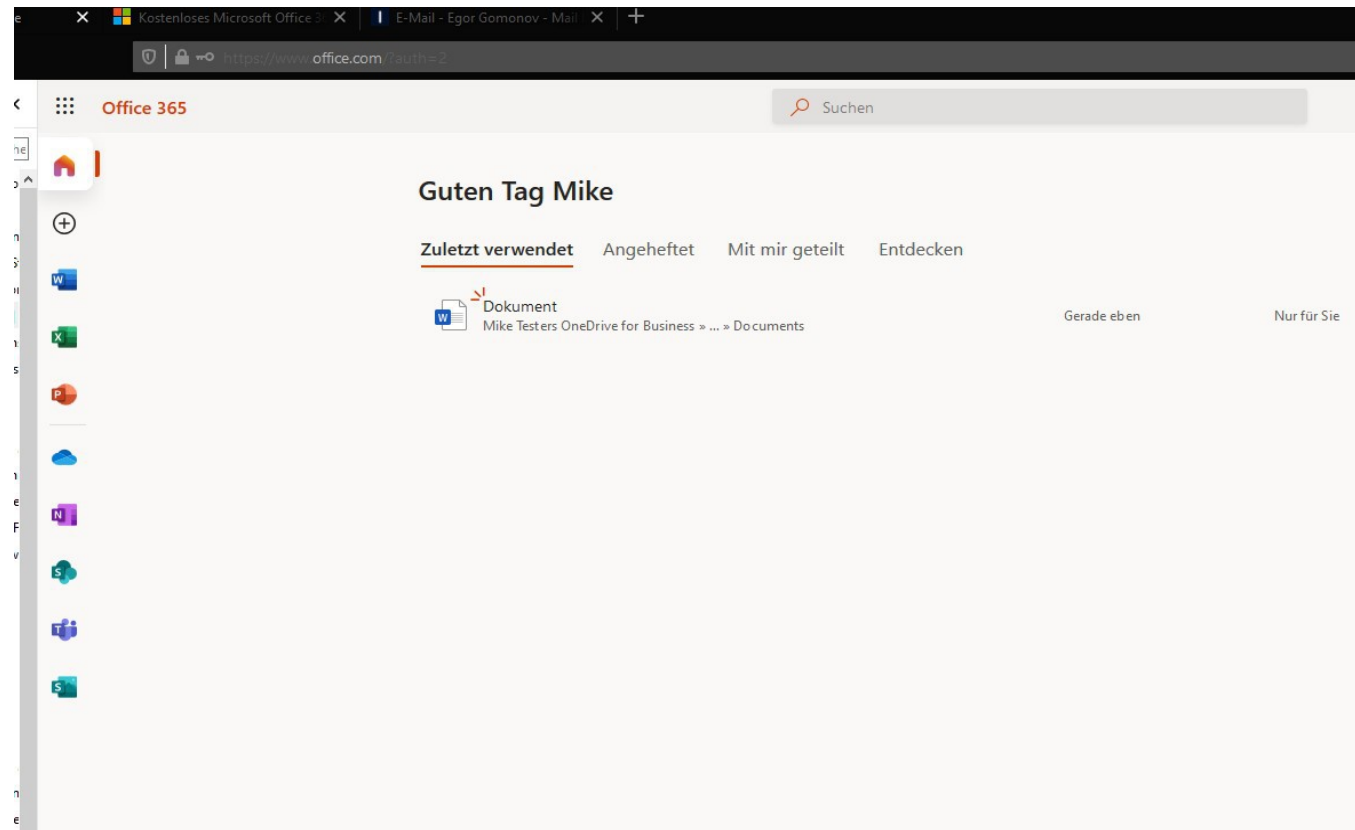 Kostenloses Microsoft Office 3
E-Mail - Egor Gomonov - Mail
https://www.office.com/?auth=2
Office 365
Suchen
Guten Tag Mike
Zuletzt verwendet Angeheftet Mit mir geteilt Entdecken
Dokument
Mike Testers OneDrive for Business » ... » Documents
Gerade eben
Nur für Sie